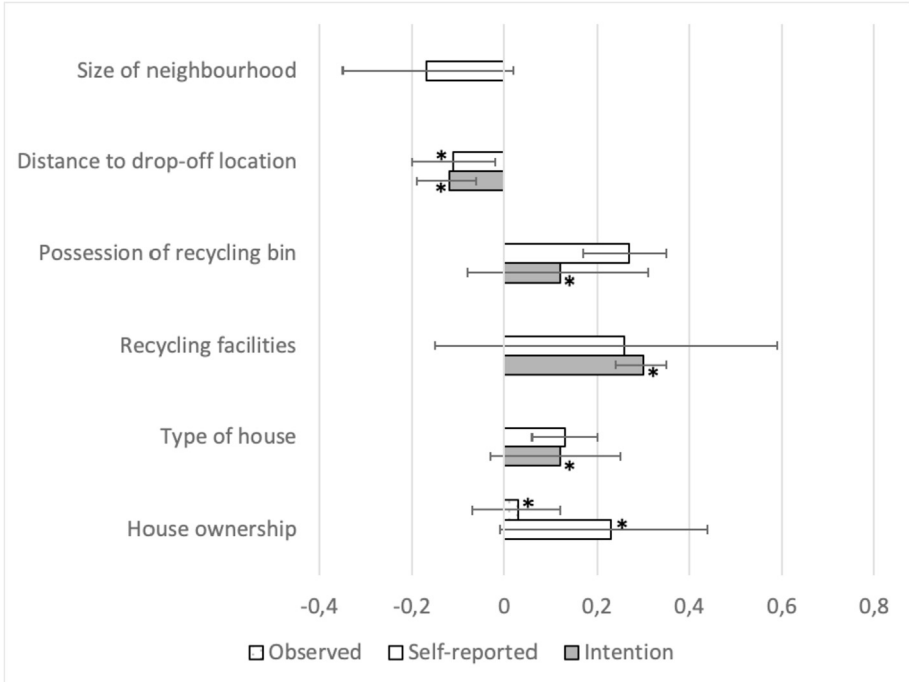 Size of neighbourhood
*
Distance to drop-off location
*
Possession of recycling bin
*
Recycling facilities
*
Type of house
*
*
House ownership *
-0,4 -0,2 0 0,2 0,4 0,6 0,8
Observed Self-reported Intention